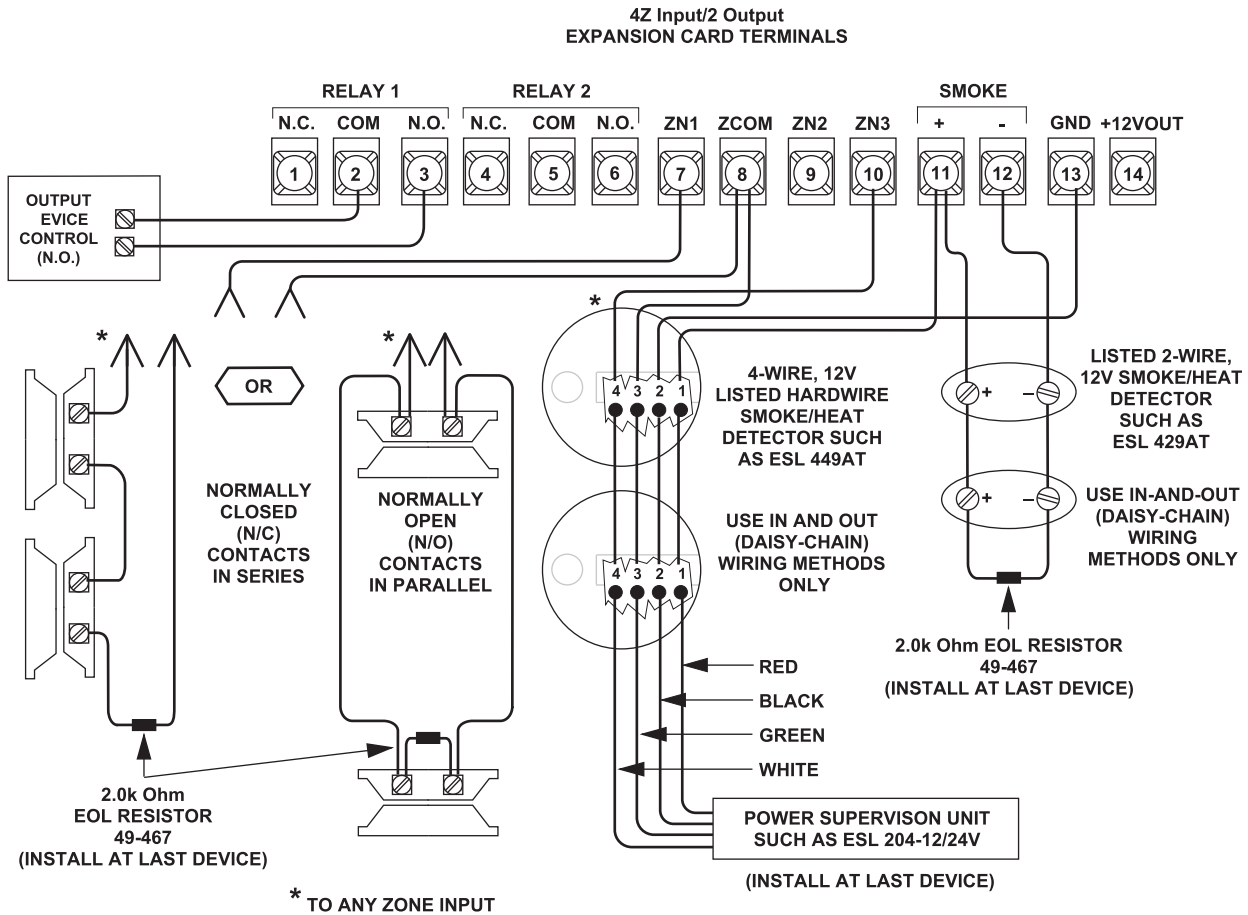 4Z Input/2 Output
EXPANSION CARD TERMINALS
RELAY 1
RELAY 2
SMOKE
N.C.
COM
N.O.
N.C.
COM
N.O.
ZN1
ZCOM
ZN2
ZN3
+
-
GND
+12VOUT
1
2
3
4
5
6
7
8
9
10
11
12
13
14
OUTPUT
EVICE
CONTROL
(N.O.)
*
*
*
OR
NORMALLY
CLOSED
(N/C)
CONTACTS
IN SERIES
NORMALLY
OPEN
(N/O)
CONTACTS
IN PARALLEL
4 3 2 1
4-WIRE, 12V
LISTED HARDWIRE
SMOKE/HEAT
DETECTOR SUCH
AS ESL 449AT
+
–
LISTED 2-WIRE,
12V SMOKE/HEAT
DETECTOR
SUCH AS
ESL 429AT
4 3 2 1
USE IN AND OUT
(DAISY-CHAIN)
WIRING METHODS
ONLY
+
–
USE IN-AND-OUT
(DAISY-CHAIN)
WIRING
METHODS ONLY
2.0k Ohm EOL RESISTOR
49-467
(INSTALL AT LAST DEVICE)
RED
BLACK
GREEN
WHITE
2.0k Ohm
EOL RESISTOR
49-467
(INSTALL AT LAST DEVICE)
POWER SUPERVISON UNIT
SUCH AS ESL 204-12/24V
(INSTALL AT LAST DEVICE)
* TO ANY ZONE INPUT